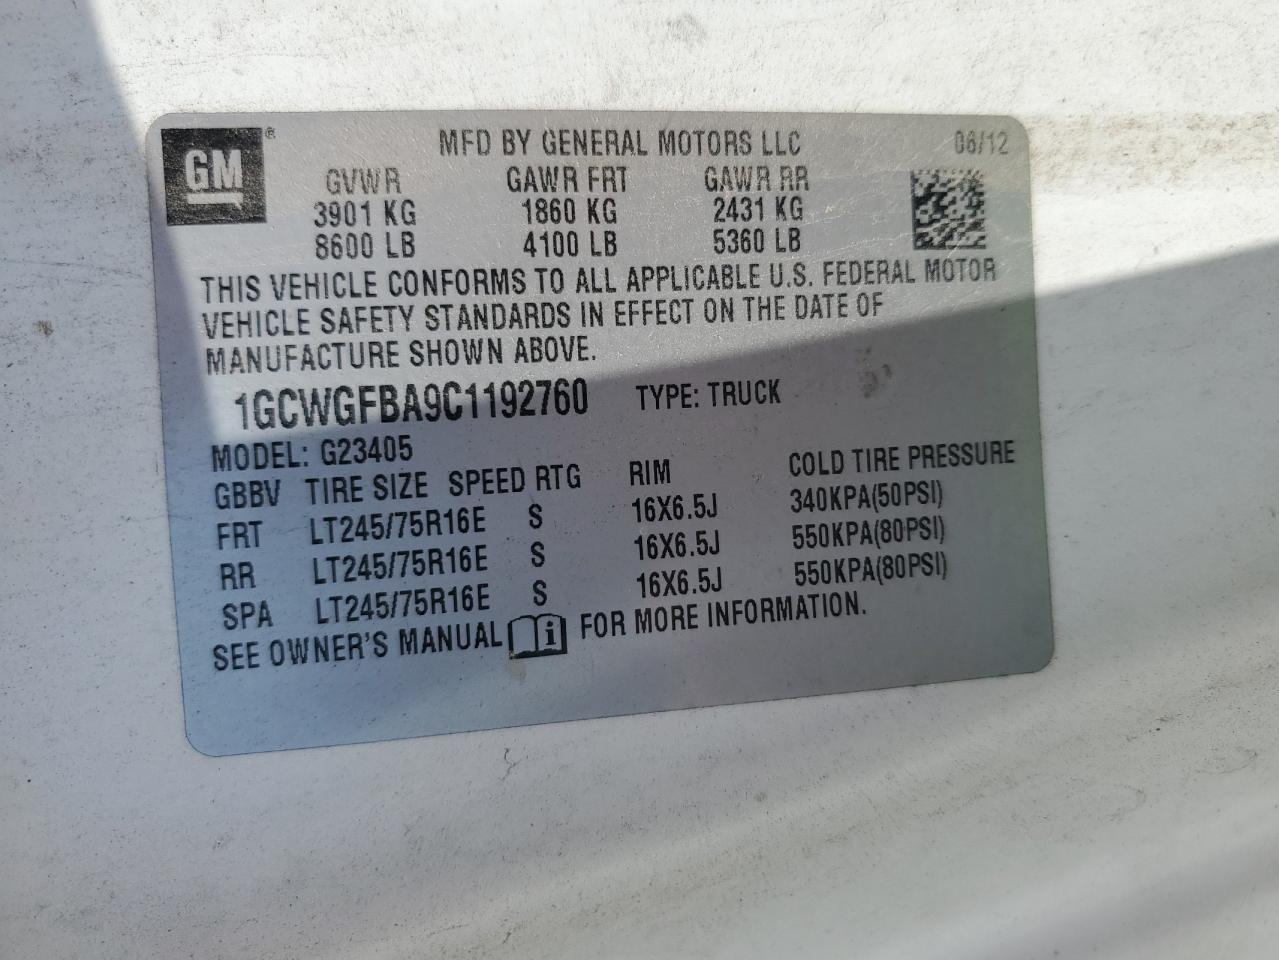 GM ® MFD BY GENERAL MOTORS LLC 06/12
GVWR GAWR FRT GAWR RR
3901 KG 1860 KG 2431 KG
8600 LB 4100 LB 5360 LB
THIS VEHICLE CONFORMS TO ALL APPLICABLE U.S. FEDERAL MOTOR
VEHICLE SAFETY STANDARDS IN EFFECT ON THE DATE OF
MANUFACTURE SHOWN ABOVE.
1GCWGFBA9C1192760 TYPE: TRUCK
MODEL: G23405
GBBV TIRE SIZE SPEED RTG RIM COLD TIRE PRESSURE
FRT LT245/75R16E S 16X6.5J 340KPA(50PSI)
RR LT245/75R16E S 16X6.5J 550KPA(80PSI)
SPA LT245/75R16E S 16X6.5J 550KPA(80PSI)
SEE OWNER'S MANUAL i FOR MORE INFORMATION.